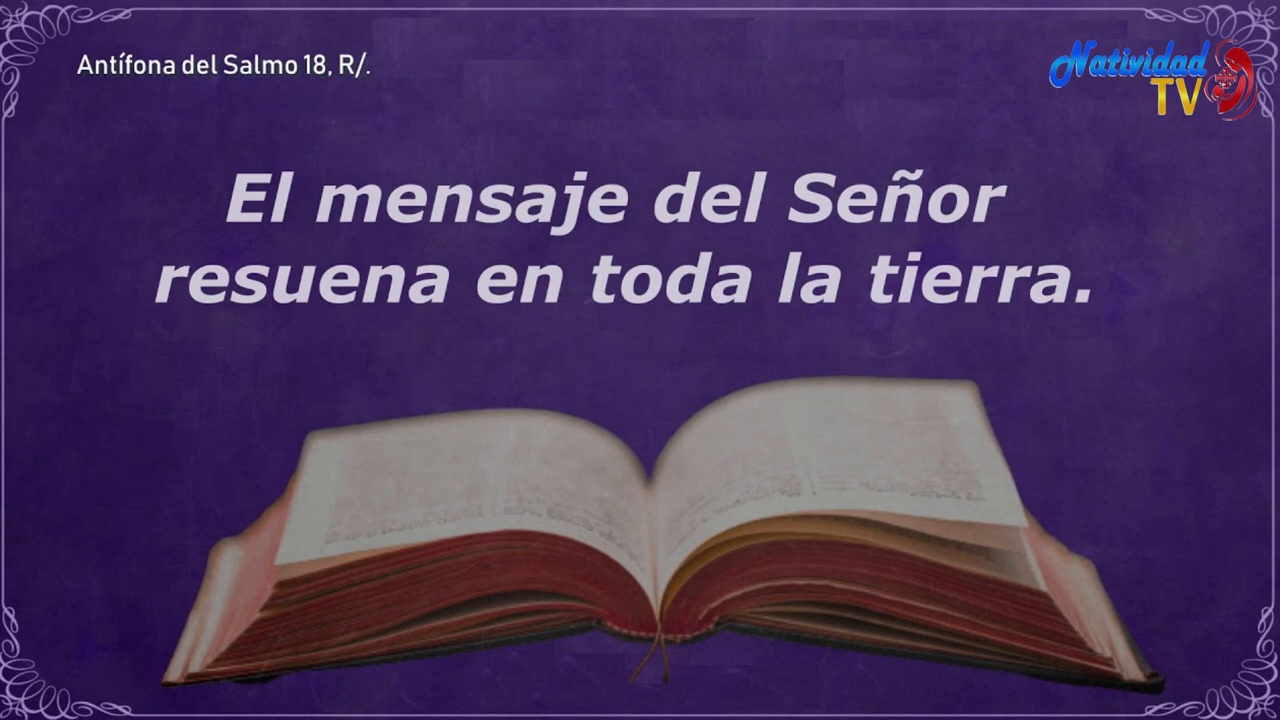 Antífona del Salmo 18, R/.
Natividad
TV
El mensaje del Señor
resuena en toda la tierra.